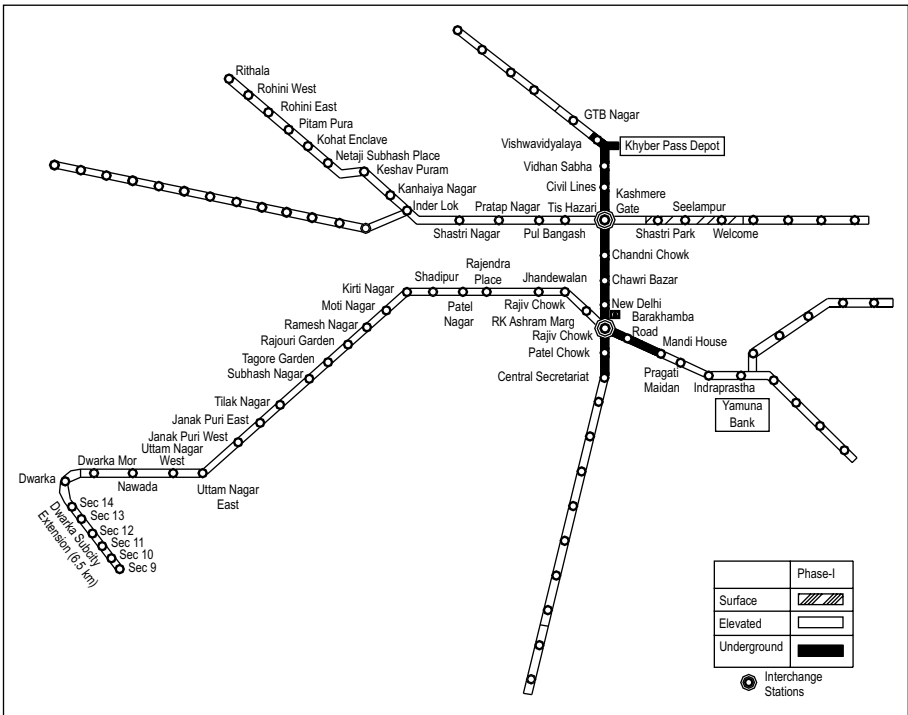 Rithala
Rohini West
Rohini East
Pitam Pura
Kohat Enclave
Netaji Subhash Place
Keshav Puram
Kanhaiya Nagar
Inder Lok
Shastri Nagar
Pratap Nagar
Pul Bangash
Tis Hazari
Kashmere
Gate
Shastri Park
Seelampur
Welcome
GTB Nagar
Vishwavidyalaya
Khyber Pass Depot
Vidhan Sabha
Civil Lines
Chandni Chowk
Chawri Bazar
New Delhi
Rajiv Chowk
Patel Chowk
Central Secretariat
Barakhamba
Road
Mandi House
Pragati
Maidan
Indraprastha
Yamuna
Bank
RK Ashram Marg
Jhandewalan
Rajiv Chowk
Rajendra
Place
Patel
Nagar
Shadipur
Kirti Nagar
Moti Nagar
Ramesh Nagar
Rajouri Garden
Tagore Garden
Subhash Nagar
Tilak Nagar
Janak Puri East
Janak Puri West
Uttam Nagar
East
Uttam Nagar
West
Nawada
Dwarka Mor
Dwarka
Sec 14
Sec 13
Sec 12
Sec 11
Sec 10
Sec 9
Dwarka Subcity
Extension (6.5 km)
Phase-I
Surface
Elevated
Underground
Interchange
Stations